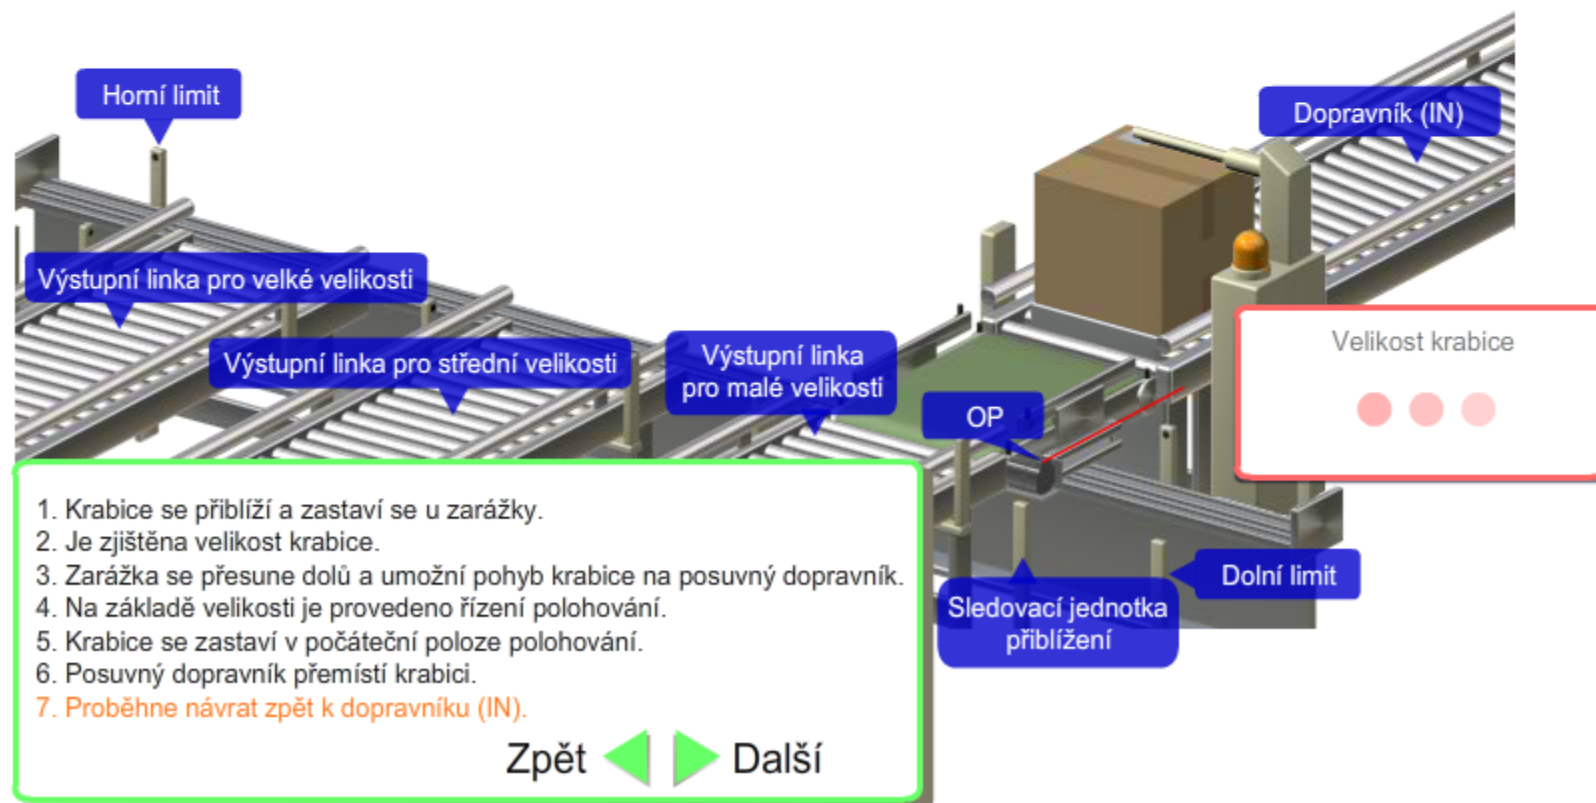 Horní limit
Dopravník (IN)
Výstupní linka pro velké velikosti
Výstupní linka pro střední velikosti
Výstupní linka
pro malé velikosti
OP
Velikost krabice
1. Krabice se přiblíží a zastaví se u zarážky.
2. Je zjištěna velikost krabice.
3. Zarážka se přesune dolů a umožní pohyb krabice na posuvný dopravník.
4. Na základě velikosti je provedeno řízení polohování.
5. Krabice se zastaví v počáteční poloze polohování.
6. Posuvný dopravník přemístí krabici.
7. Proběhne návrat zpět k dopravníku (IN).
Zpět Další
Sledovací jednotka
přiblížení
Dolní limit